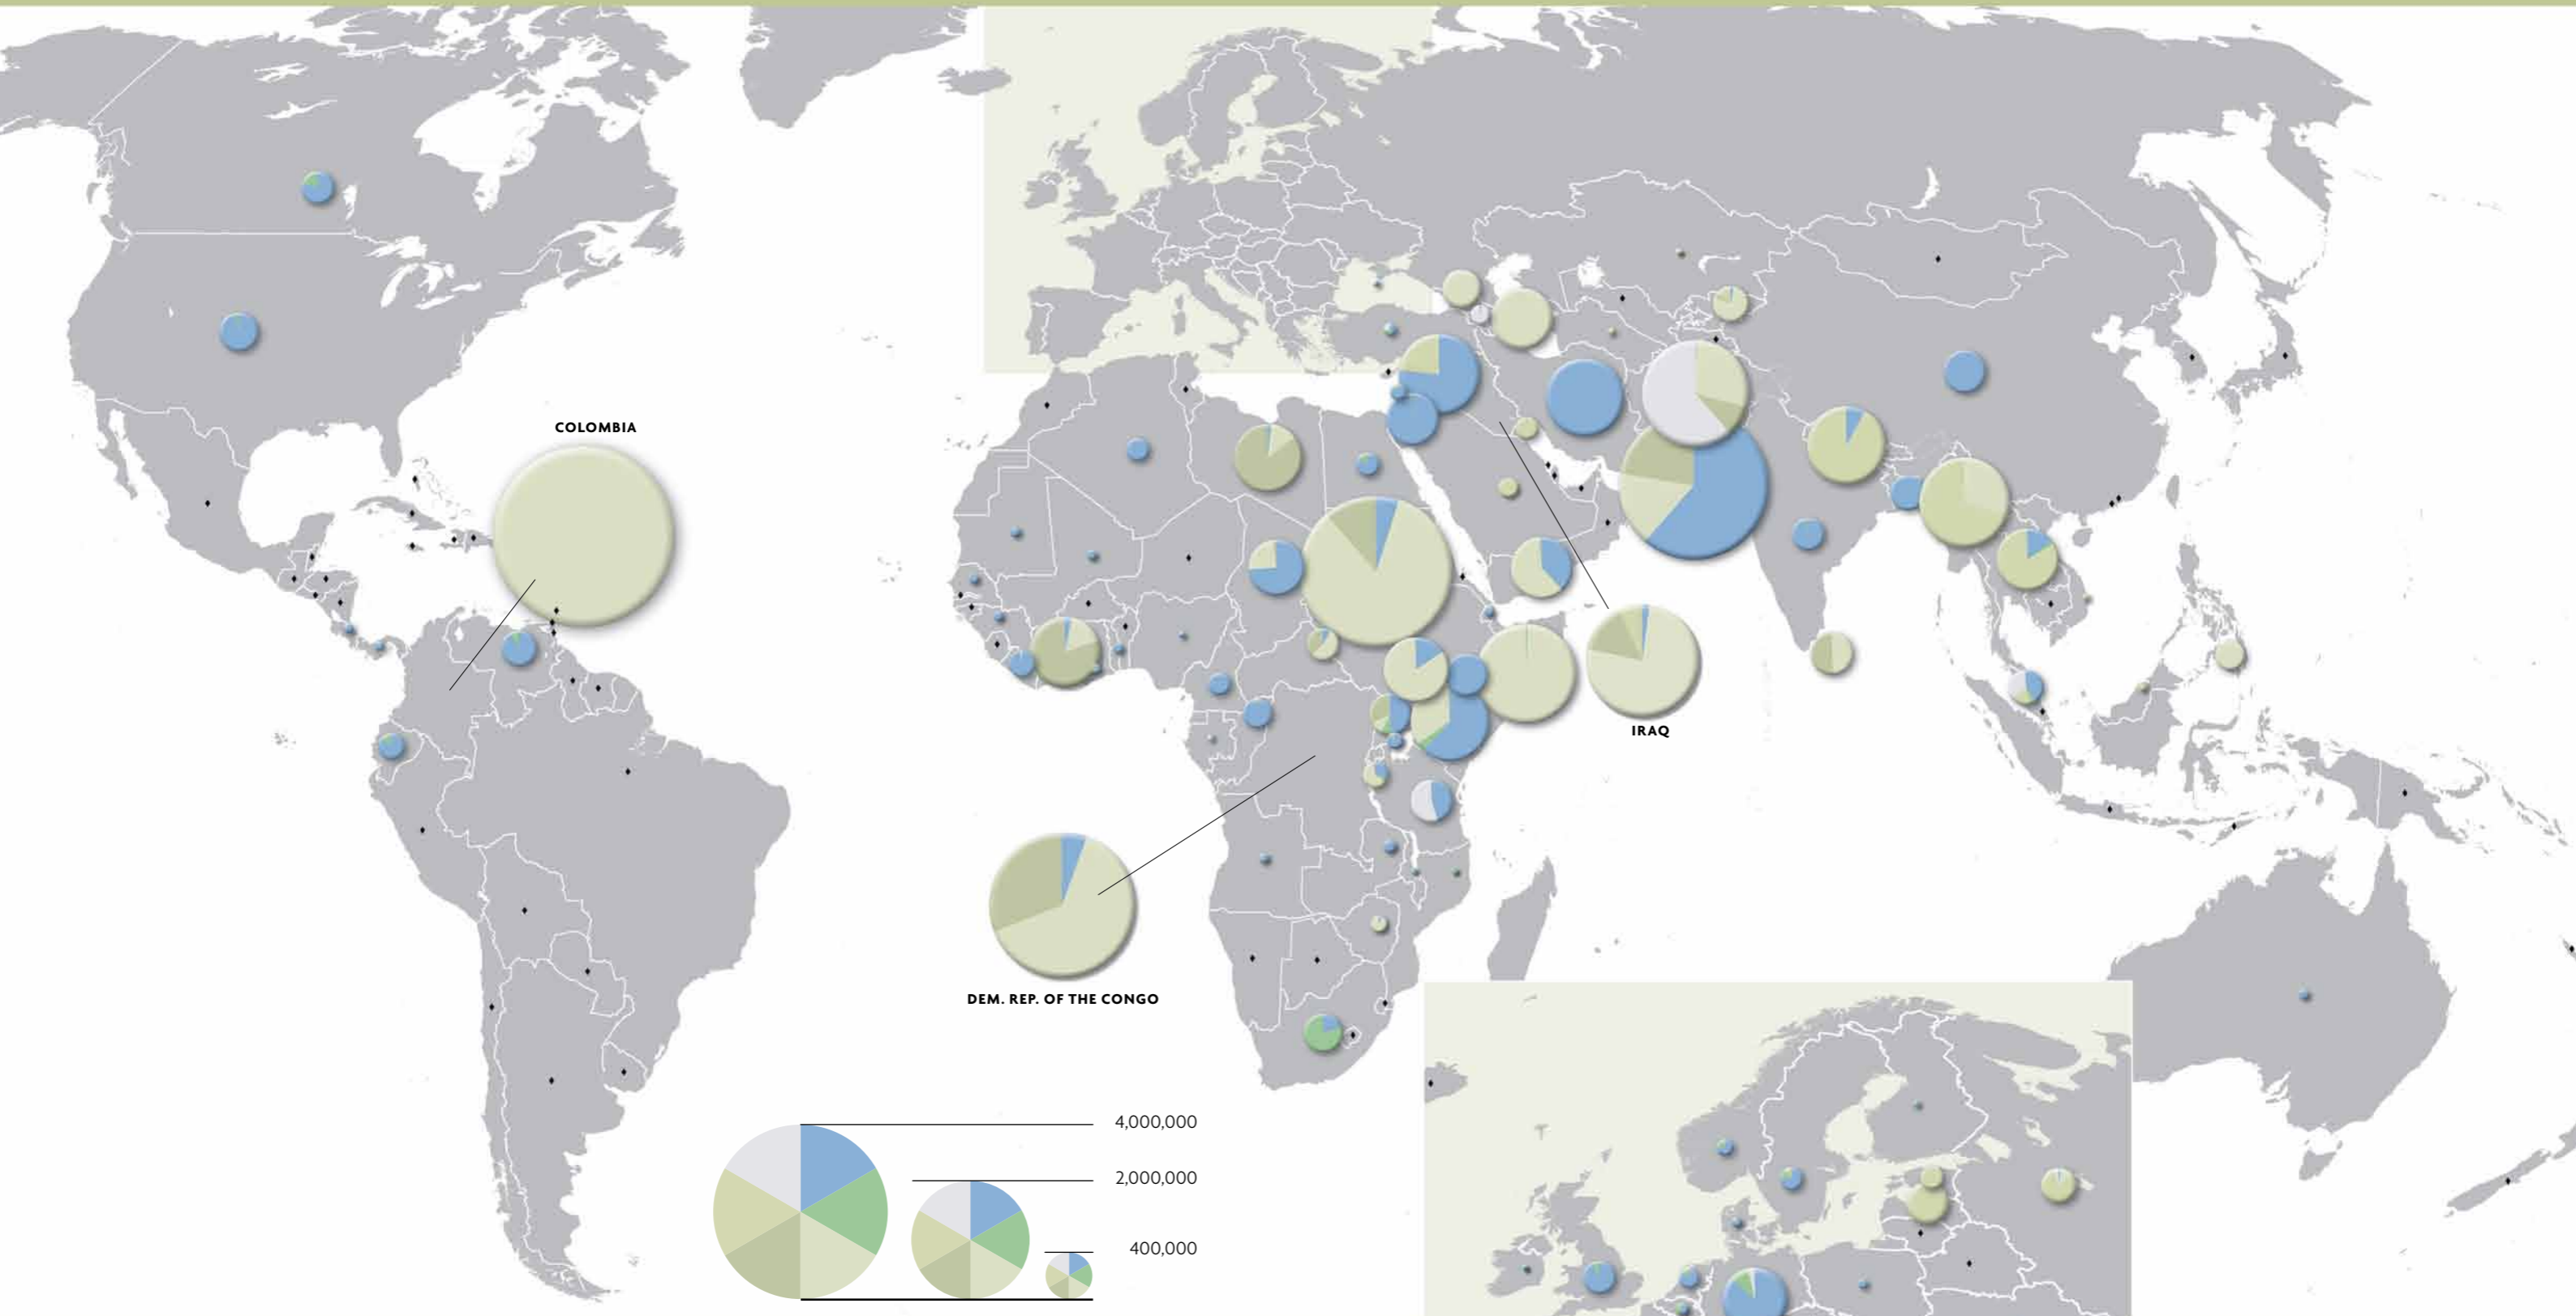 COLOMBIA
IRAQ
DEM. REP. OF THE CONGO
4,000,000
2,000,000
400,000